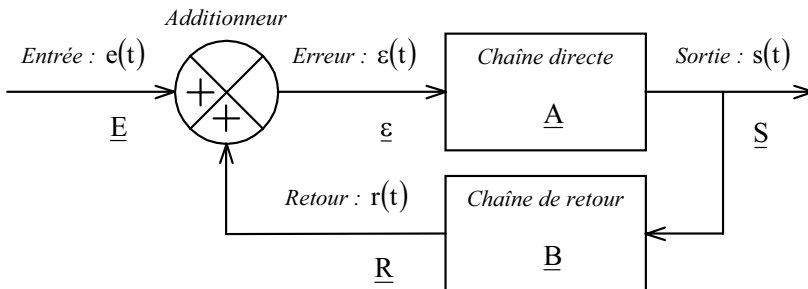 Additionneur
Entrée : e(t)
Erreur : ε(t)
Chaîne directe
Sortie : s(t)
+
+
E
ε
A
S
Retour : r(t)
Chaîne de retour
R
B